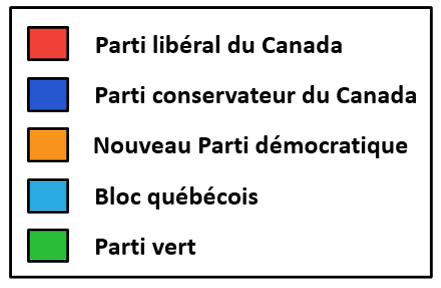 Parti libéral du Canada
Parti conservateur du Canada
Nouveau Parti démocratique
Bloc québécois
Parti vert